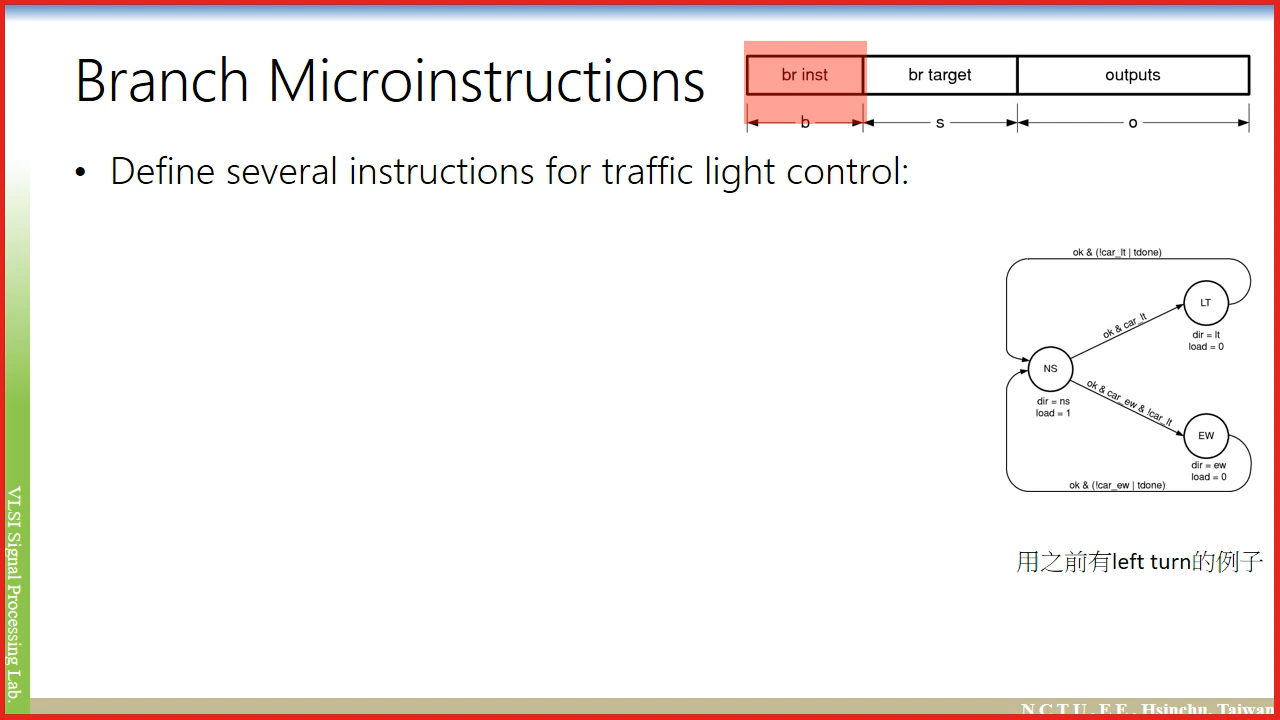 Branch Microinstructions
br inst
br target
outputs
b
s
o
• Define several instructions for traffic light control:
ok & (!car_lt | tdone)
LT
dir = lt
load = 0
ok & car_lt
NS
dir = ns
load = 1
ok & car_ew & !car_lt
EW
dir = ew
load = 0
ok & (!car_ew | tdone)
用之前有left turn的例子
VLSI Signal Processing Lab.
N C T U . E E , Hsinchu, Taiwan